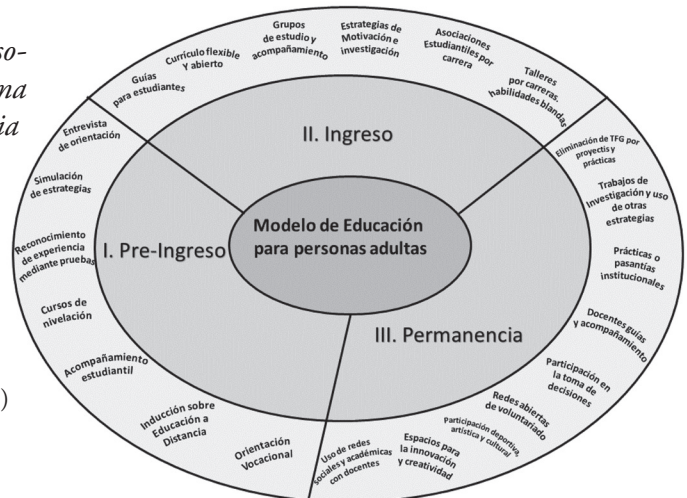 so-
na
ia
)
Modelo de Educación
para personas adultas
I. Pre-Ingreso
Entrevista
de orientación
Simulación
de estrategias
Reconocimiento
de experiencia
mediante pruebas
Cursos de
nivelación
Acompañamiento
estudiantil
Inducción sobre
Educación a
Distancia
Orientación
Vocacional
II. Ingreso
Guías
para estudiantes
Currículo flexible
Y abierto
Grupos
de estudio y
acompañamiento
Estrategias de
Motivación e
investigación
Asociaciones
Estudiantiles por
carrera
Talleres
por carreras,
habilidades blandas
III. Permanencia
Eliminación de TFG por
proyectis y
prácticas
Trabajos de
Investigación y uso
de otras
estrategias
Prácticas o
pasantías
institucionales
Docentes guías
y acompañamiento
Participación en
la toma de
decisiones
Redes abiertas
de voluntariado
Participación deportiva,
artística y cultural
Espacios para
la innovación
y creatividad
Uso de redes
sociales y académicas
con docentes